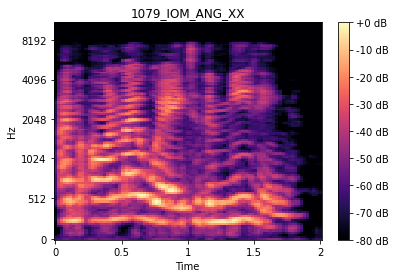 1079_IOM_ANG_XX
+0 dB
8192
-10 dB
4096
-20 dB
-30 dB
2048
Hz
-40 dB
1024
-50 dB
512
-60 dB
-70 dB
0
-80 dB
0 0.5 1 1.5 2
Time